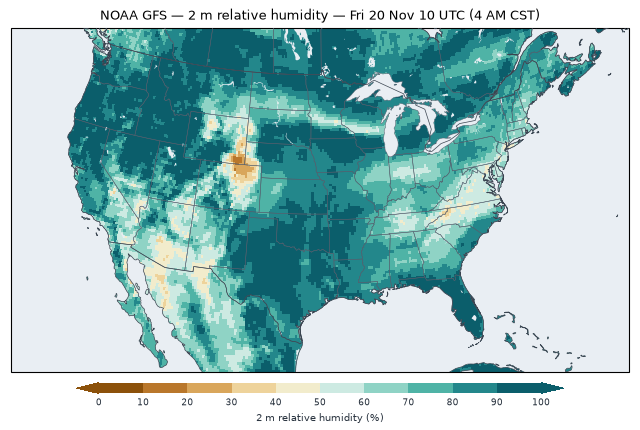 NOAA GFS — 2 m relative humidity — Fri 20 Nov 10 UTC (4 AM CST)
0 10 20 30 40 50 60 70 80 90 100
2 m relative humidity (%)